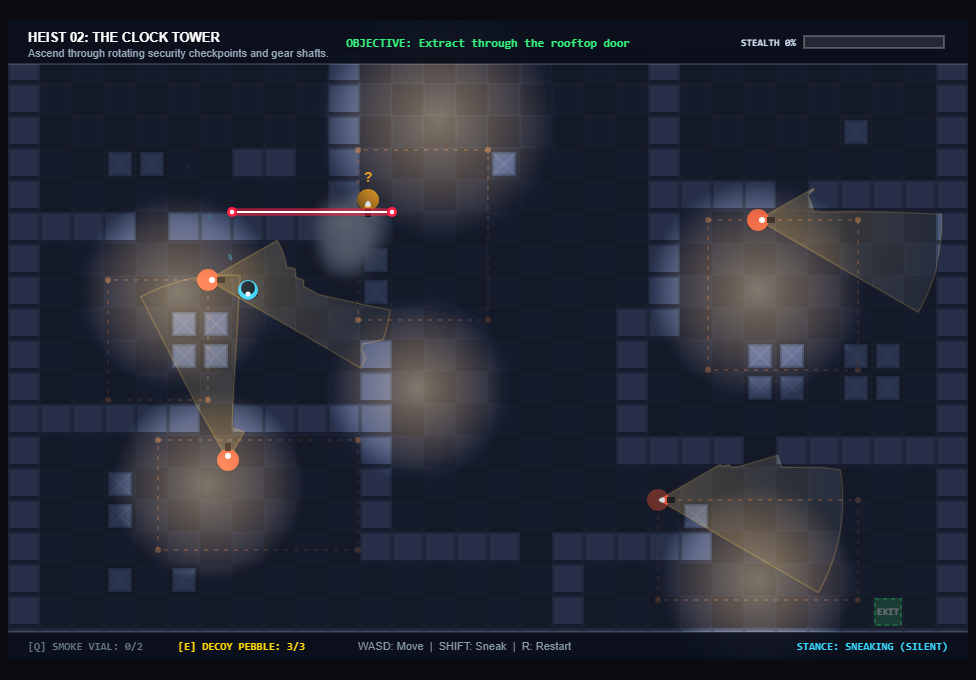 HEIST 02: THE CLOCK TOWER
Ascend through rotating security checkpoints and gear shafts.
OBJECTIVE: Extract through the rooftop door
STEALTH 0%
?
EXIT
[Q] SMOKE VIAL: 0/2
[E] DECOY PEBBLE: 3/3
WASD: Move | SHIFT: Sneak | R: Restart
STANCE: SNEAKING (SILENT)